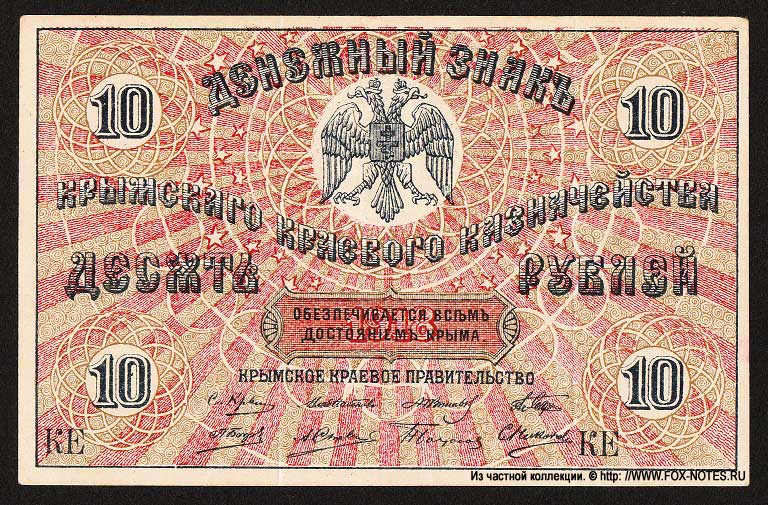 ДЕНЕЖНЫЙ ЗНАКЪ
10
10
КРЫМСКАГО КРАЕВОГО КАЗНАЧЕЙСТВА
ДЕСЯТЬ РУБЛЕЙ
ОБЕЗПЕЧИВАЕТСЯ ВСѢМЪ
ДОСТОЯНІЕМЪ КРЫМА
КРЫМСКОЕ КРАЕВОЕ ПРАВИТЕЛЬСТВО
10
10
КЕ
КЕ
Из частной коллекции. © http: //WWW.FOX-NOTES.RU